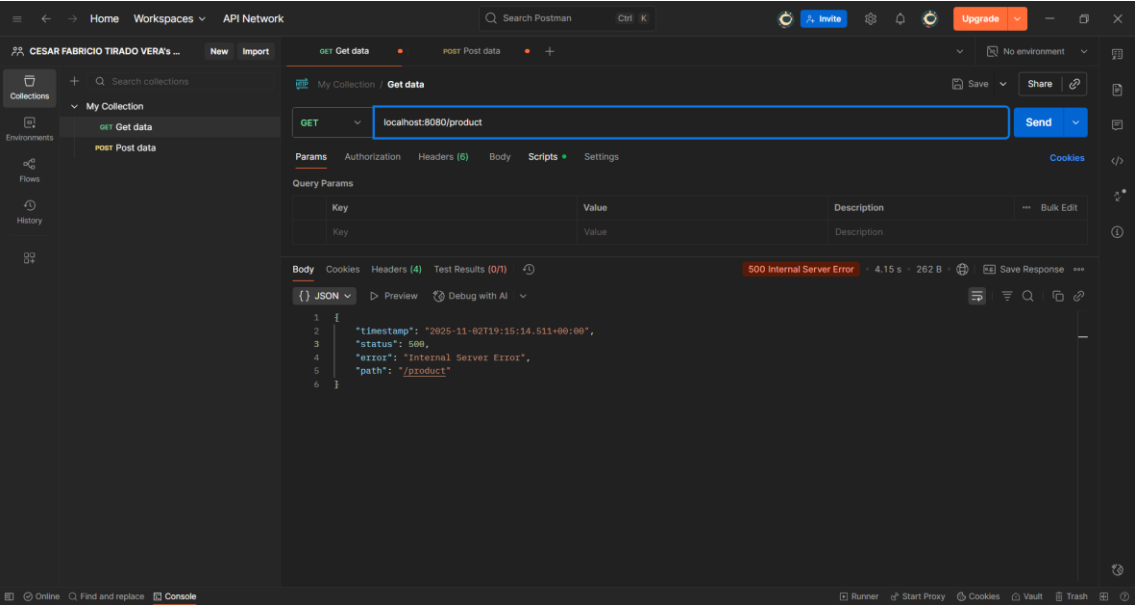 Home Workspaces API Network Search Postman Ctrl K Invite Upgrade
CESAR FABRICIO TIRADO VERA's ... New Import GET Get data POST Post data No environment
Collections Search collections My Collection / Get data Save Share
My Collection
GET Get data GET localhost:8080/product Send
Environments
POST Post data
Params Authorization Headers (6) Body Scripts Settings Cookies
Flows
Query Params
Key Value Description Bulk Edit
History
Key Value Description
Body Cookies Headers (4) Test Results (0/1) 500 Internal Server Error 4.15 s 262 B Save Response
{} JSON Preview Debug with AI
1 {
2 "timestamp": "2025-11-02T19:15:14.511+00:00",
3 "status": 500,
4 "error": "Internal Server Error",
5 "path": "/product"
6 }
Online Find and replace Console Runner Start Proxy Cookies Vault Trash